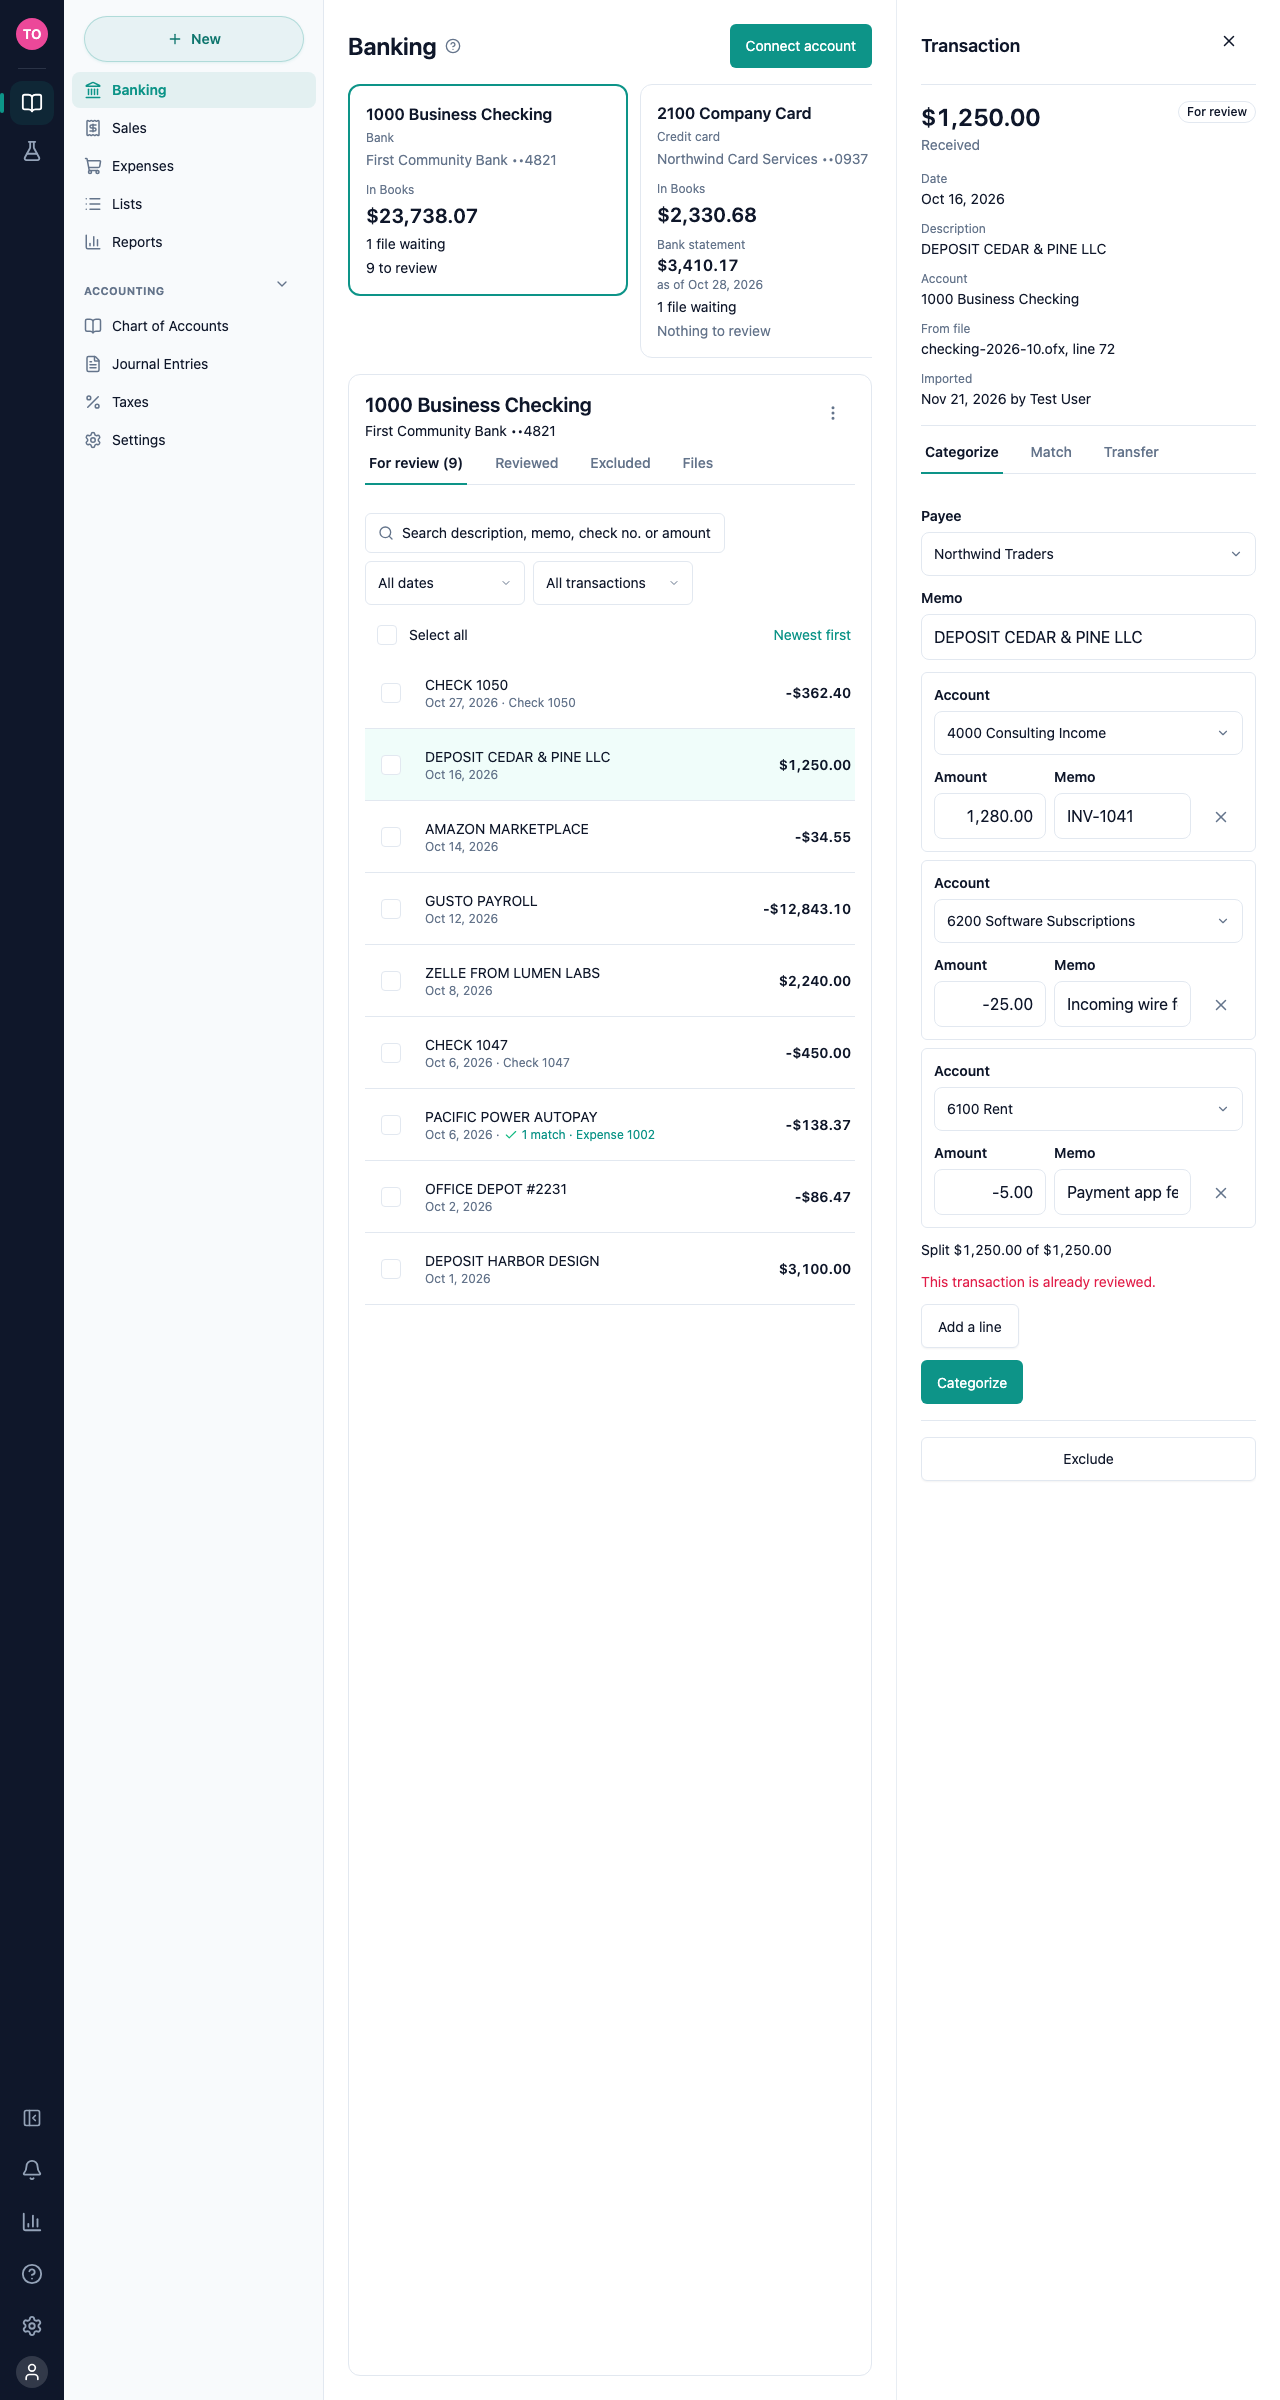 TO
New
Banking
Sales
Expenses
Lists
Reports
ACCOUNTING
Chart of Accounts
Journal Entries
Taxes
Settings
Banking
Connect account
1000 Business Checking
Bank
First Community Bank ••4821
In Books
$23,738.07
1 file waiting
9 to review
2100 Company Card
Credit card
Northwind Card Services ••0937
In Books
$2,330.68
Bank statement
$3,410.17
as of Oct 28, 2026
1 file waiting
Nothing to review
1000 Business Checking
First Community Bank ••4821
For review (9) Reviewed Excluded Files
Search description, memo, check no. or amount
All dates All transactions
Select all Newest first
CHECK 1050 -$362.40
Oct 27, 2026 · Check 1050
DEPOSIT CEDAR & PINE LLC $1,250.00
Oct 16, 2026
AMAZON MARKETPLACE -$34.55
Oct 14, 2026
GUSTO PAYROLL -$12,843.10
Oct 12, 2026
ZELLE FROM LUMEN LABS $2,240.00
Oct 8, 2026
CHECK 1047 -$450.00
Oct 6, 2026 · Check 1047
PACIFIC POWER AUTOPAY -$138.37
Oct 6, 2026 · 1 match · Expense 1002
OFFICE DEPOT #2231 -$86.47
Oct 2, 2026
DEPOSIT HARBOR DESIGN $3,100.00
Oct 1, 2026
Transaction
$1,250.00 For review
Received
Date
Oct 16, 2026
Description
DEPOSIT CEDAR & PINE LLC
Account
1000 Business Checking
From file
checking-2026-10.ofx, line 72
Imported
Nov 21, 2026 by Test User
Categorize Match Transfer
Payee
Northwind Traders
Memo
DEPOSIT CEDAR & PINE LLC
Account
4000 Consulting Income
Amount Memo
1,280.00 INV-1041
Account
6200 Software Subscriptions
Amount Memo
-25.00 Incoming wire f
Account
6100 Rent
Amount Memo
-5.00 Payment app fe
Split $1,250.00 of $1,250.00
This transaction is already reviewed.
Add a line
Categorize
Exclude